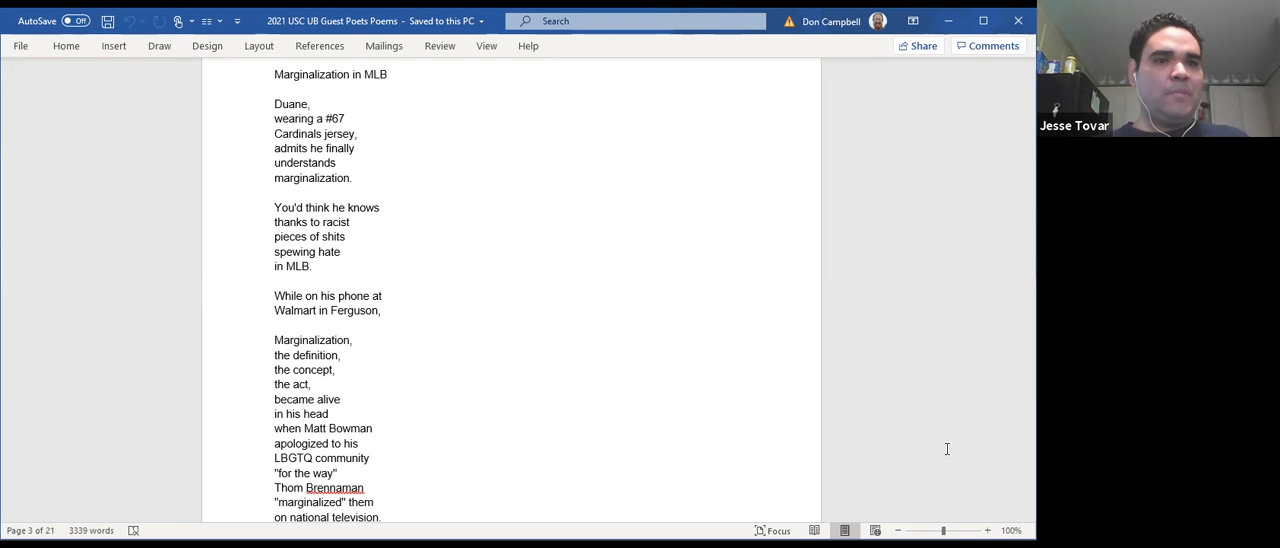 AutoSave Off 2021 USC UB Guest Poets Poems - Saved to this PC Search Don Campbell
File Home Insert Draw Design Layout References Mailings Review View Help Share Comments
Jesse Tovar
Marginalization in MLB
Duane,
wearing a #67
Cardinals jersey,
admits he finally
understands
marginalization.
You'd think he knows
thanks to racist
pieces of shits
spewing hate
in MLB.
While on his phone at
Walmart in Ferguson,
Marginalization,
the definition,
the concept,
the act,
became alive
in his head
when Matt Bowman
apologized to his
LBGTQ community
"for the way"
Thom Brennaman
"marginalized" them
on national television.
Page 3 of 21 3339 words Focus 100%